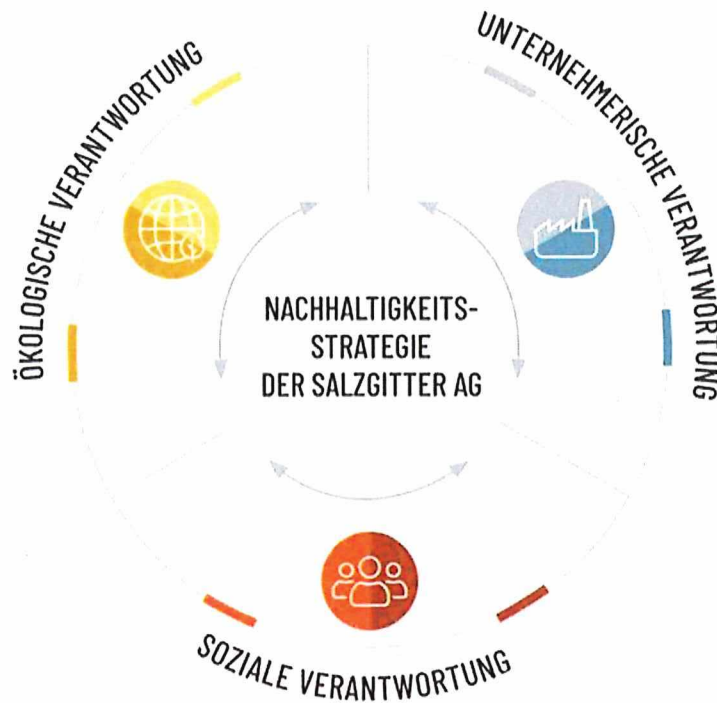 ÖKOLOGISCHE VERANTWORTUNG
UNTERNEHMERISCHE VERANTWORTUNG
NACHHALTIGKEITS-
STRATEGIE
DER SALZGITTER AG
SOZIALE VERANTWORTUNG